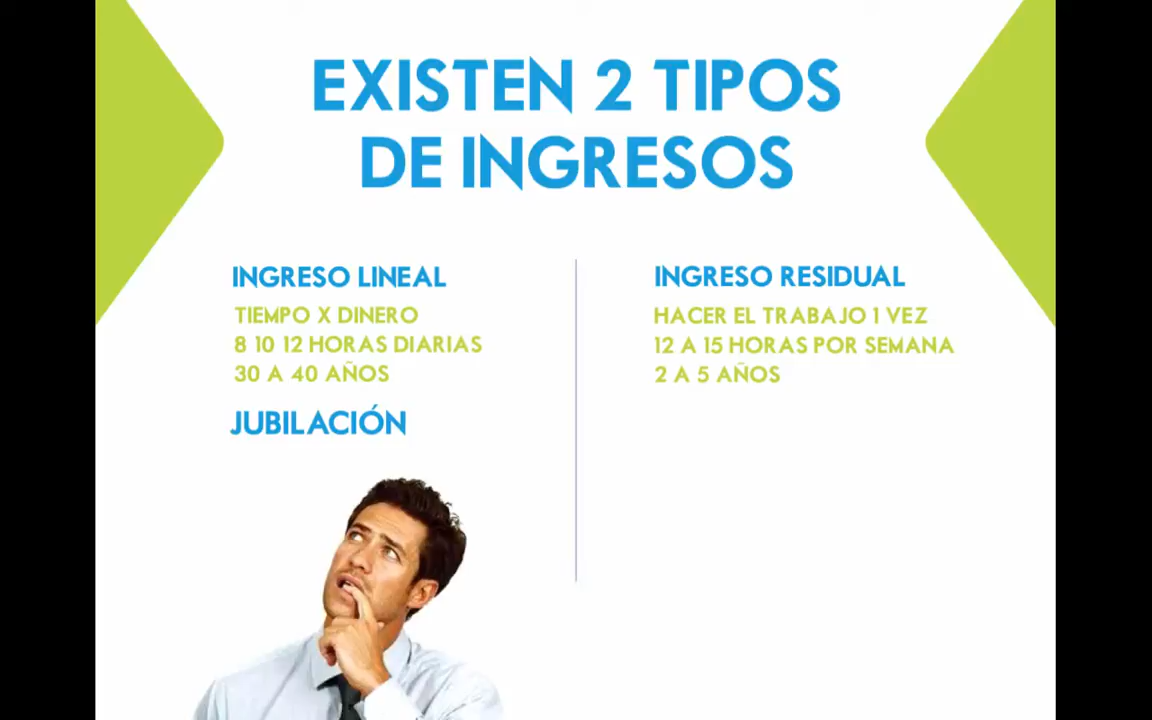 EXISTEN 2 TIPOS
DE INGRESOS
INGRESO LINEAL
TIEMPO X DINERO
8 10 12 HORAS DIARIAS
30 A 40 AÑOS
JUBILACIÓN
INGRESO RESIDUAL
HACER EL TRABAJO 1 VEZ
12 A 15 HORAS POR SEMANA
2 A 5 AÑOS